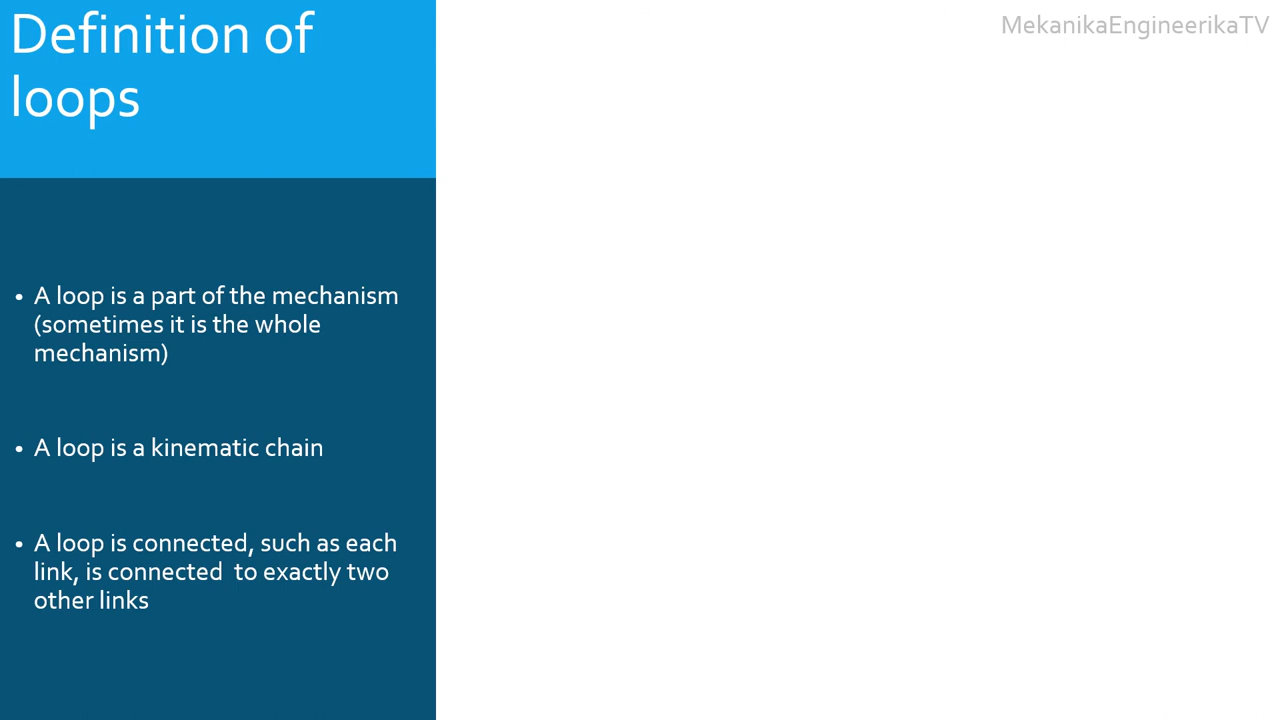 Definition of
loops
MekanikaEngineerikaTV
• A loop is a part of the mechanism
(sometimes it is the whole
mechanism)
• A loop is a kinematic chain
• A loop is connected, such as each
link, is connected  to exactly two
other links